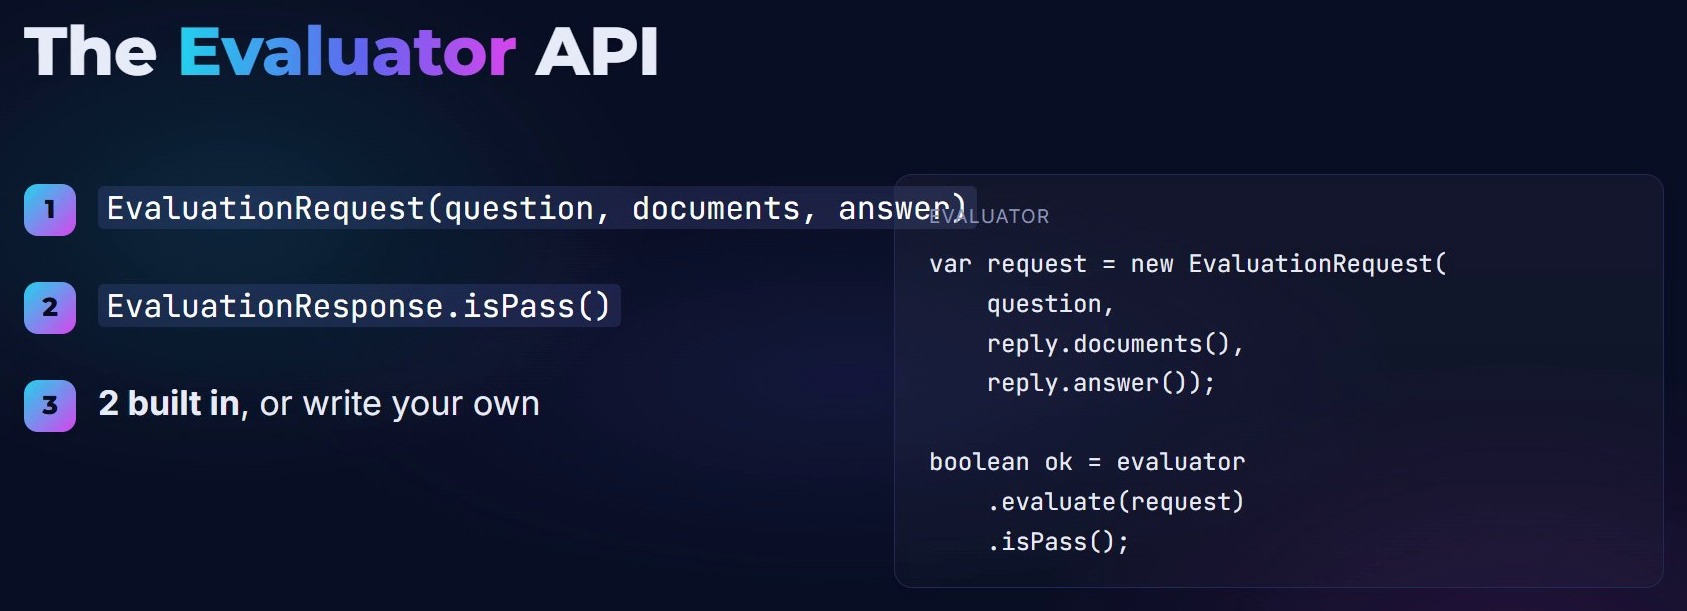 The Evaluator API
1 EvaluationRequest(question, documents, answer)
2 EvaluationResponse.isPass()
3 2 built in, or write your own
EVALUATOR
var request = new EvaluationRequest(
    question,
    reply.documents(),
    reply.answer());

boolean ok = evaluator
    .evaluate(request)
    .isPass();